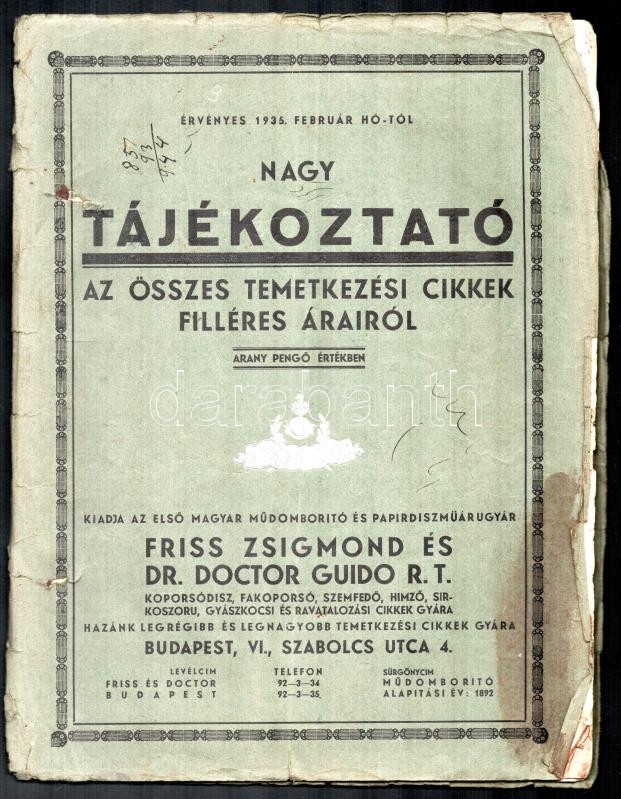 ÉRVÉNYES 1935. FEBRUÁR HÓ-TÓL
83
93
944
NAGY
TÁJÉKOZTATÓ
AZ ÖSSZES TEMETKEZÉSI CIKKEK
FILLÉRES ÁRAIRÓL
ARANY PENGŐ ÉRTÉKBEN
darabanth
KIADJA AZ ELSŐ MAGYAR MŰDOMBORITÓ ÉS PAPIRDISZMŰÁRUGYÁR
FRISS ZSIGMOND ÉS
DR. DOCTOR GUIDO R. T.
KOPORSÓDISZ, FAKOPORSÓ, SZEMFEDŐ, HIMZŐ, SIR-
KOSZORU, GYÁSZKOCSI ÉS RAVATALOZÁSI CIKKEK GYÁRA
HAZÁNK LEGRÉGIBB ÉS LEGNAGYOBB TEMETKEZÉSI CIKKEK GYÁRA
BUDAPEST, VI., SZABOLCS UTCA 4.
LEVÉLCIM
FRISS ÉS DOCTOR
BUDAPEST
TELEFON
92—3—34
92—3—35
SÜRGÖNYCIM
MŰDOMBORITÓ
ALAPITÁSI ÉV: 1892